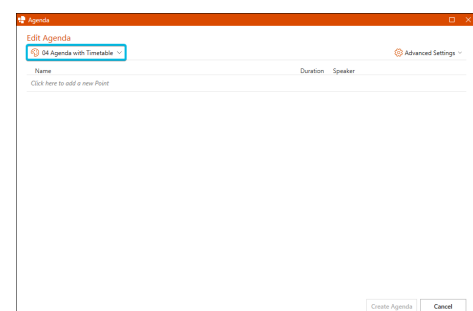 Agenda
Edit Agenda
04 Agenda with Timetable
Advanced Settings
Name Duration Speaker
Click here to add a new Point
Create Agenda Cancel